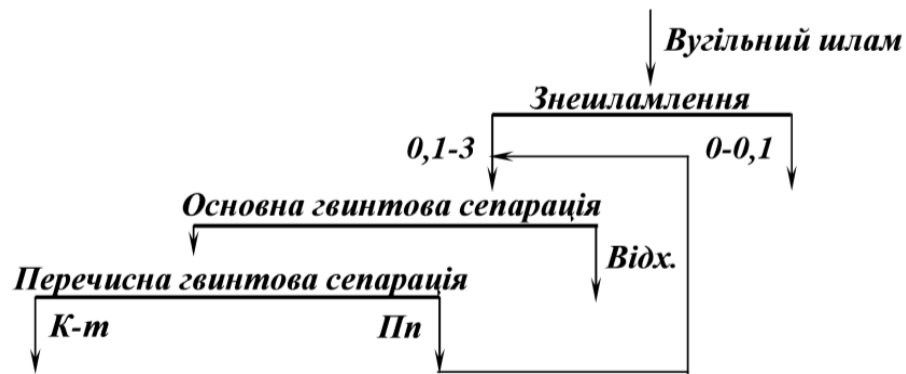 Вугільний шлам
Знешламлення
0,1-3
0-0,1
Основна гвинтова сепарація
Відх.
Перечисна гвинтова сепарація
К-т
Пп